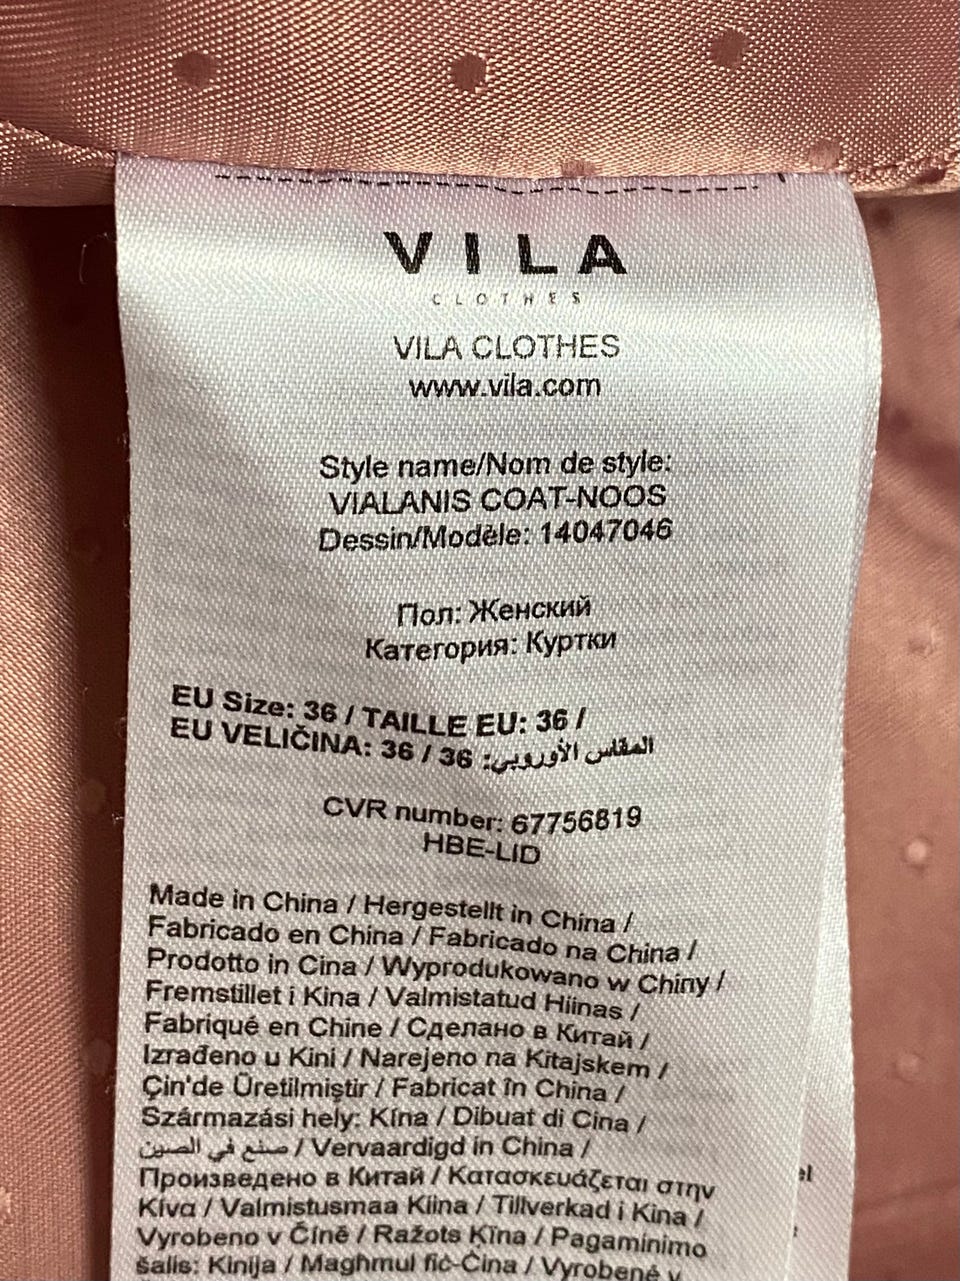 VILA
CLOTHES
VILA CLOTHES
www.vila.com
Style name/Nom de style:
VIALANIS COAT-NOOS
Dessin/Modèle: 14047046
Пол: Женский
Категория: Куртки
EU Size: 36 / TAILLE EU: 36 /
EU VELIČINA: 36 / 36 :المقاس الأوروبي
CVR number: 67756819
HBE-LID
Made in China / Hergestellt in China /
Fabricado en China / Fabricado na China /
Prodotto in Cina / Wyprodukowano w Chiny /
Fremstillet i Kina / Valmistatud Hiinas /
Fabriqué en Chine / Сделано в Китай /
Izrađeno u Kini / Narejeno na Kitajskem /
Çin'de Üretilmiştir / Fabricat în China /
Származási hely: Kína / Dibuat di Cina /
صنع في الصين / Vervaardigd in China /
Произведено в Китай / Κατασκευάζεται στην
Κίνα / Valmistusmaa Kiina / Tillverkad i Kina /
Vyrobeno v Číně / Ražots Ķīna / Pagaminimo
šalis: Kinija / Magħmul fiċ-Ċina / Vyrobené v